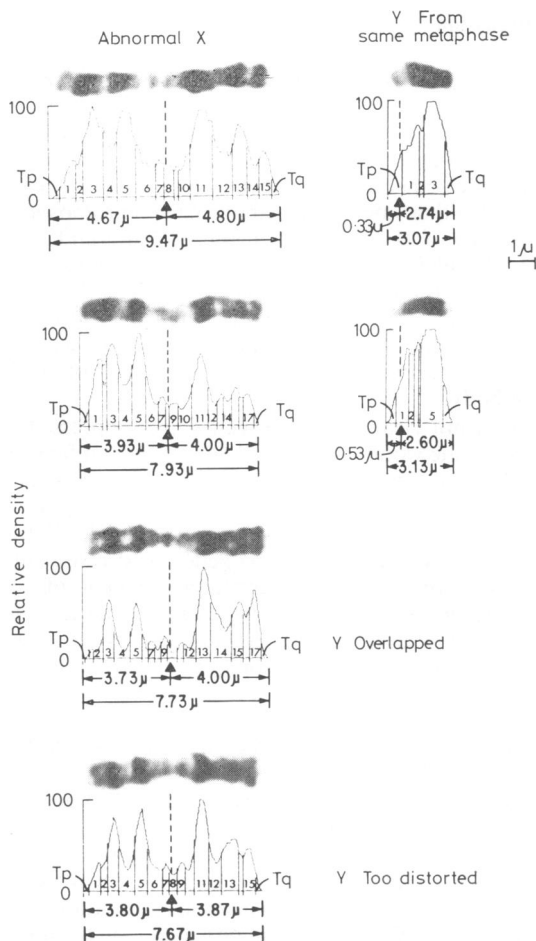 Abnormal X
Y From
same metaphase
100
Tp
0
1 2 3 4 5 6 7 8 10 11 12 13 14 15
Tq
4.67μ 4.80μ
9.47μ
100
Tp
0
1 2 3
Tq
0.33μ
2.74μ
3.07μ
1μ
100
Tp
0
1 3 4 5 6 7 9 10 11 12 14 17
Tq
3.93μ 4.00μ
7.93μ
100
Tp
0
1 2 5
Tq
0.53μ
2.60μ
3.13μ
Relative density
100
Tp
0
1 2 3 4 5 7 9 12 13 14 15 17
Tq
3.73μ 4.00μ
7.73μ
Y Overlapped
100
Tp
0
1 2 3 4 5 6 7 8 9 11 12 13 15
Tq
3.80μ 3.87μ
7.67μ
Y Too distorted